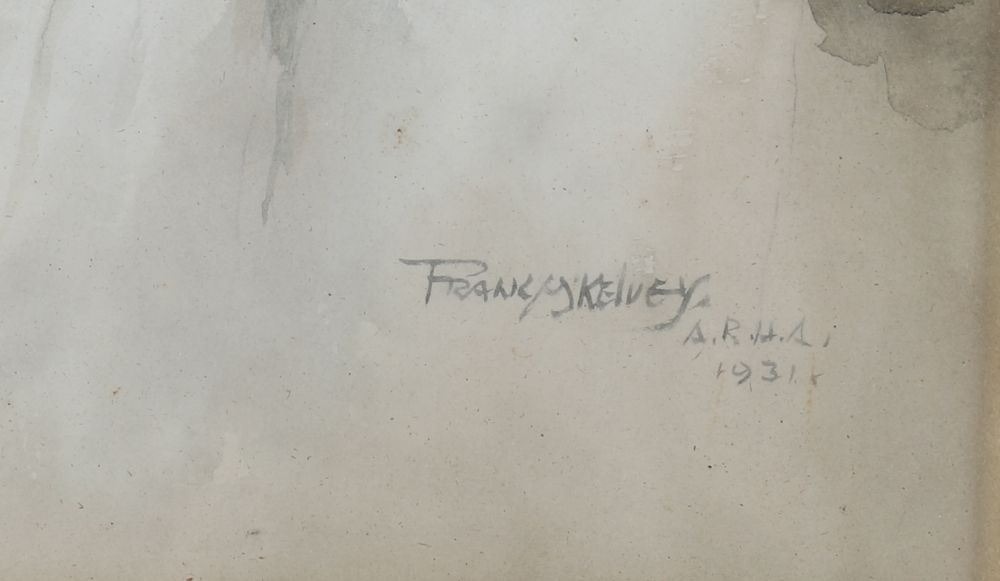 FRANK McKELVEY.
A.R.H.A.
1931.